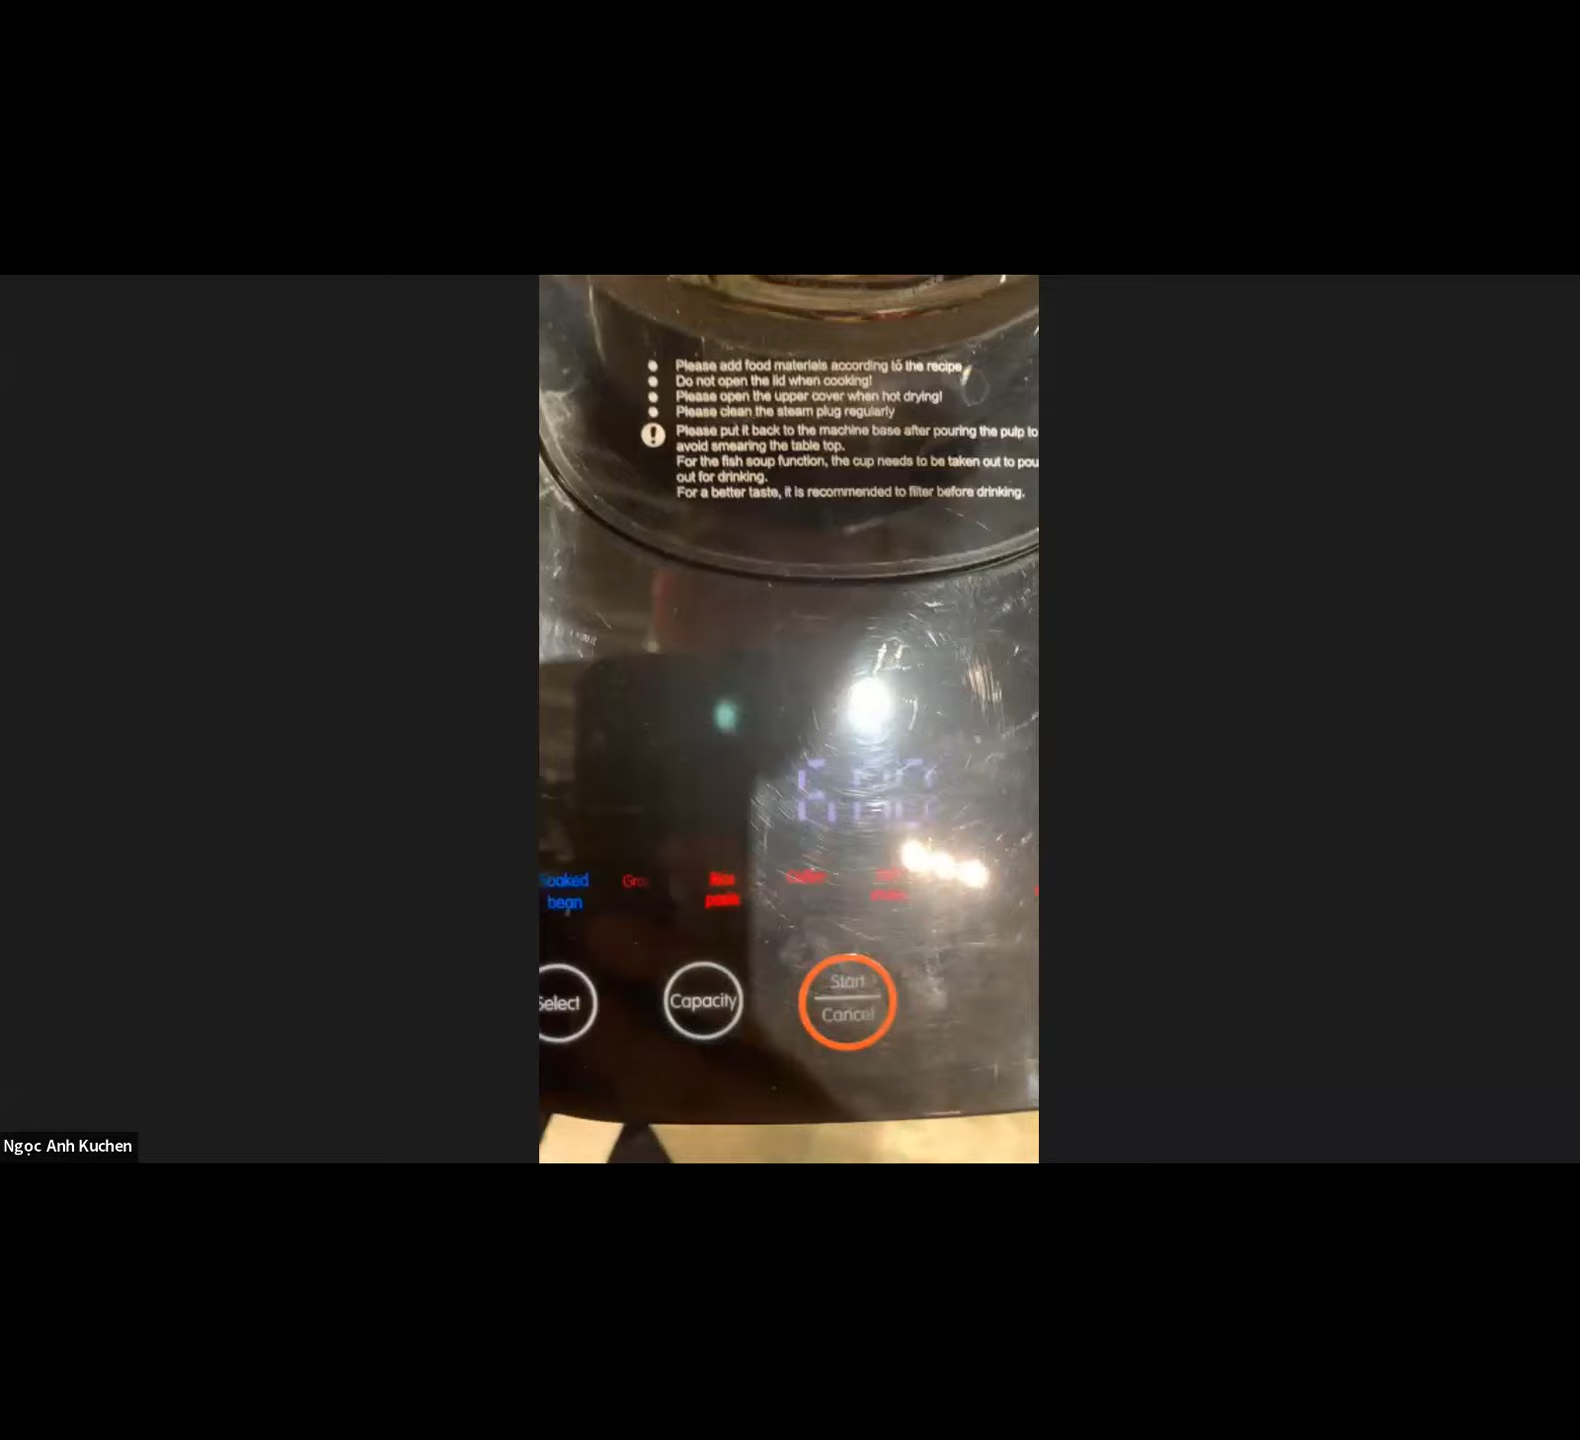 Please add food materials according to the recipe
Do not open the lid when cooking!
Please open the upper cover when hot drying!
Please clean the steam plug regularly
Please put it back to the machine base after pouring the pulp to
avoid smearing the table top.
For the fish soup function, the cup needs to be taken out to pou
out for drinking.
For a better taste, it is recommended to filter before drinking.
oaked
bean
Select
Capacity
Start
Cancel
Ngọc Anh Kuchen